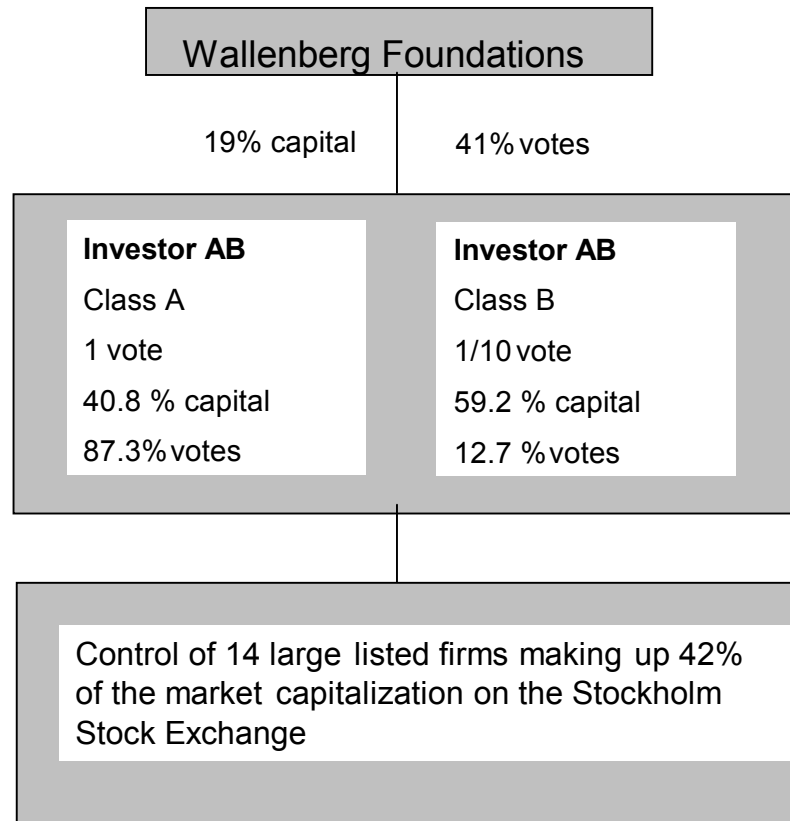 Wallenberg Foundations
19% capital
41% votes
Investor AB
Class A
1 vote
40.8 % capital
87.3% votes
Investor AB
Class B
1/10 vote
59.2 % capital
12.7 % votes
Control of 14 large listed firms making up 42%
of the market capitalization on the Stockholm
Stock Exchange